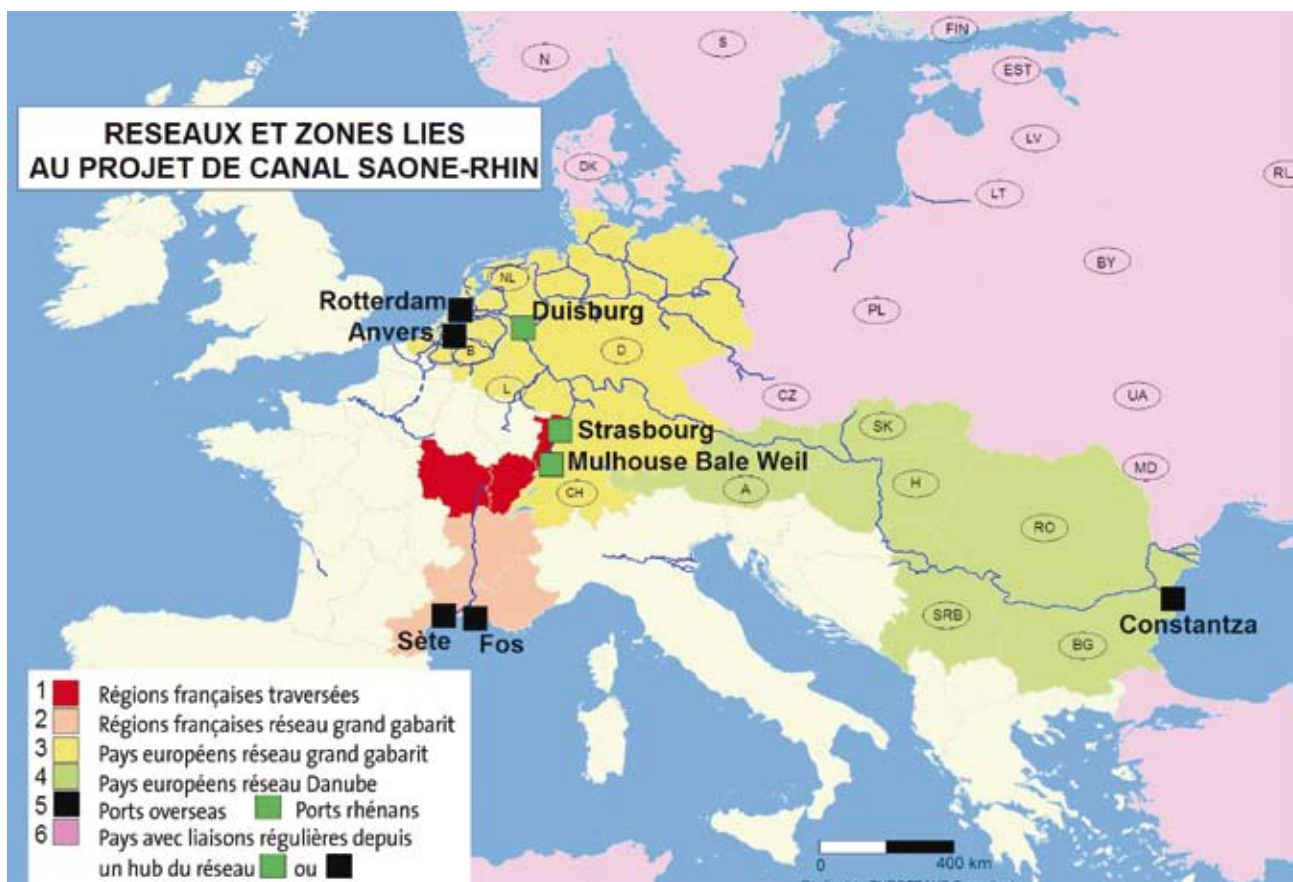 N
S
FIN
EST
RESEAUX ET ZONES LIES
AU PROJET DE CANAL SAONE-RHIN
DK
LV
LT
BY
NL
Rotterdam
Duisburg
Anvers
B
D
PL
L
CZ
UA
Strasbourg
SK
Mulhouse Bale Weil
MD
CH
A
H
RO
Sète
Fos
SRB
Constantza
BG
1 Régions françaises traversées
2 Régions françaises réseau grand gabarit
3 Pays européens réseau grand gabarit
4 Pays européens réseau Danube
5 Ports overseas Ports rhénans
6 Pays avec liaisons régulières depuis
un hub du réseau ou
0 400 km